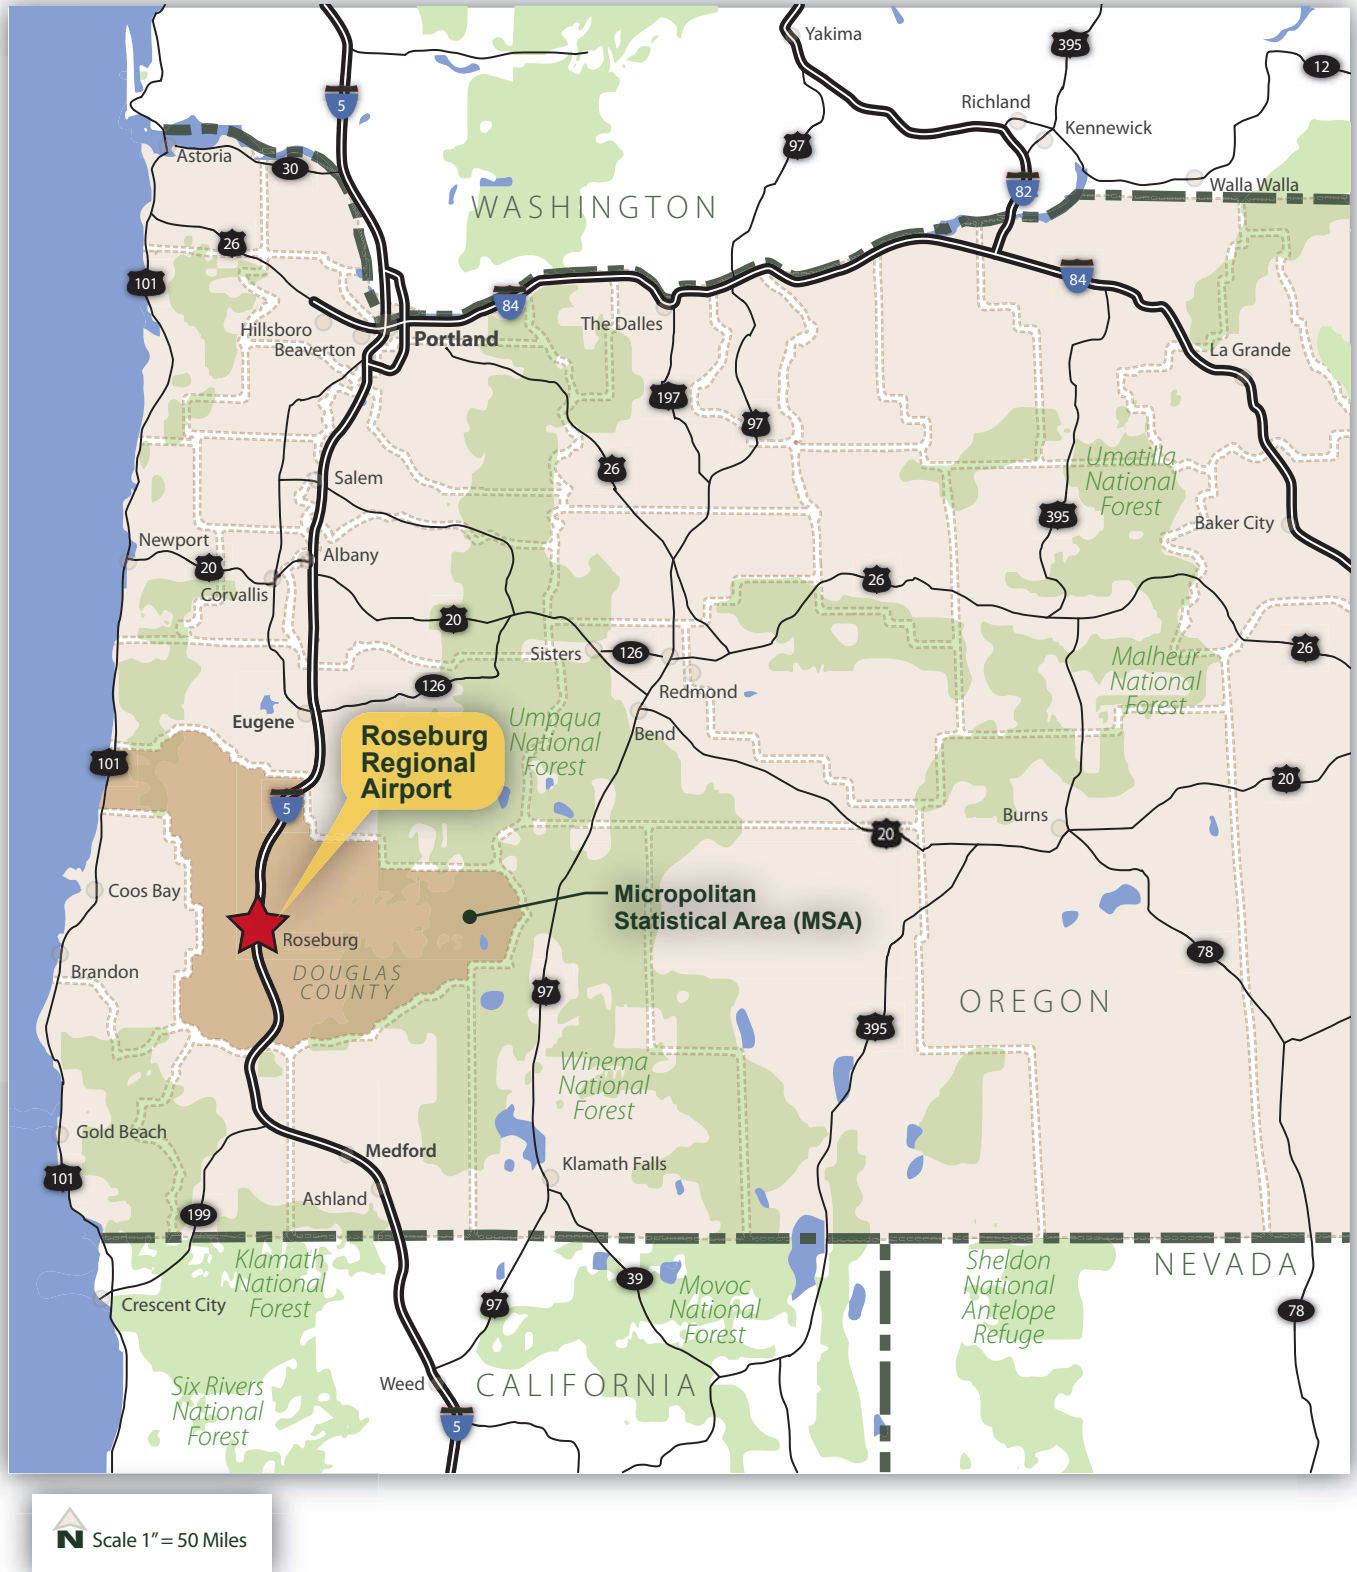 Yakima
395
12
5
Richland
Kennewick
97
Astoria
30
82
Walla Walla
WASHINGTON
26
101
84
84
Hillsboro
The Dalles
Portland
Beaverton
La Grande
197
97
26
Umatilla
National
Forest
Salem
395
Baker City
Newport
Albany
20
Corvallis
26
20
Sisters
126
26
126
Malheur
National
Forest
Redmond
Eugene
Umpqua
National
Forest
Bend
Roseburg
Regional
Airport
101
20
5
Burns
20
Coos Bay
Micropolitan
Statistical Area (MSA)
Roseburg
78
Brandon
DOUGLAS
COUNTY
97
OREGON
395
Winema
National
Forest
Gold Beach
Medford
Klamath Falls
101
Ashland
199
Klamath
National
Forest
Sheldon
National
Antelope
Refuge
NEVADA
39
Movoc
National
Forest
Crescent City
97
78
Weed
CALIFORNIA
Six Rivers
National
Forest
5
N
Scale 1" = 50 Miles